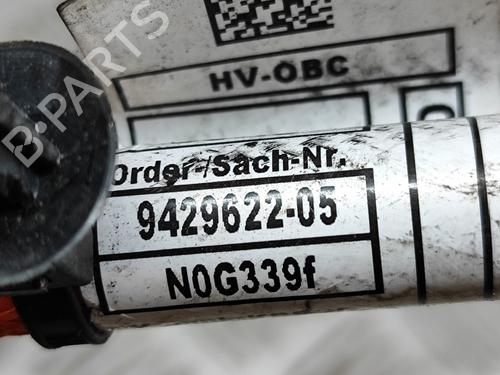 B-PARTS
HV-OBC
Order-/Sach-Nr.
9429622-05
N0G339f